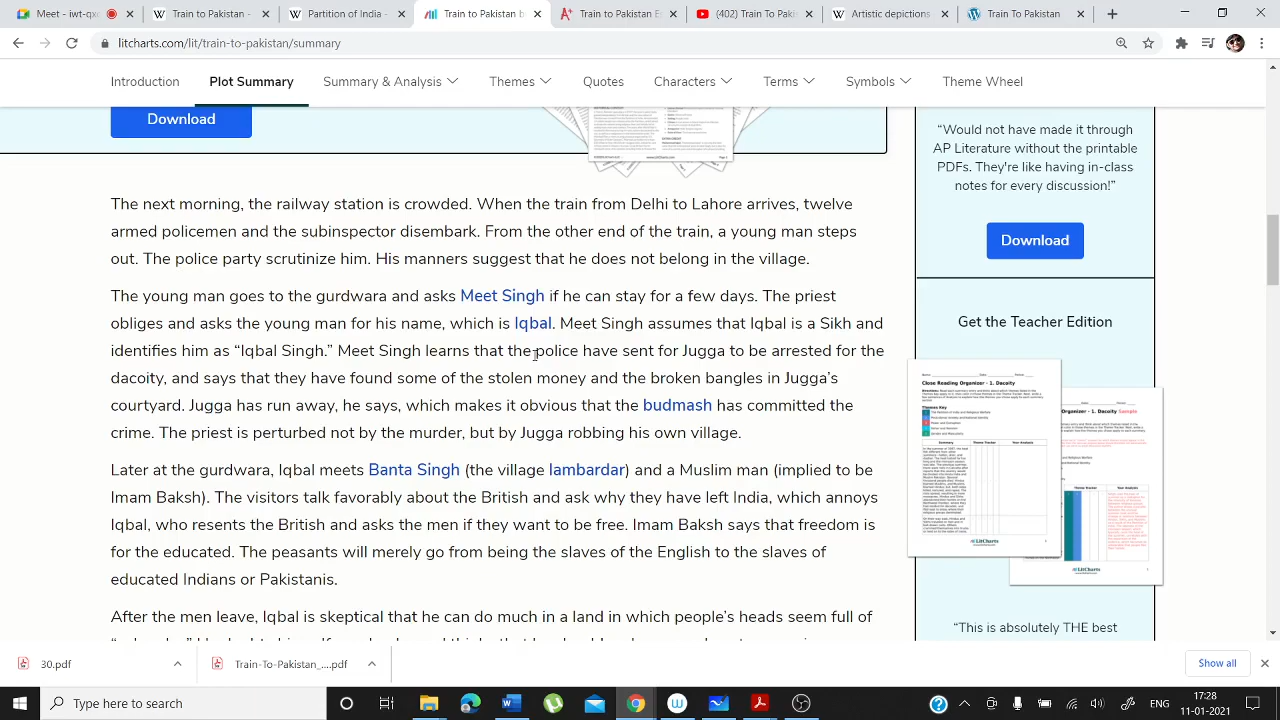 Meet - iwt-qxe
Partition of India -
Train to Pakistan b
Train to Pakistan E
(402) Train To Pak
Artistic depictions
Train to Pakistan
litcharts.com/lit/train-to-pakistan/summary
Introduction Plot Summary Summary & Analysis Themes Quotes Characters Terms Symbols Theme Wheel
Download
The next morning, the railway station is crowded. When the train from Delhi to Lahore arrives, twelve
armed policemen and the subinspector disembark. From the other end of the train, a young man steps
out. The police party scrutinize him. His manners suggest that he does not belong in the village.
The young man goes to the gurdwara and asks Meet Singh if he can stay for a few days. The priest
obliges and asks the young man for his name, which is Iqbal. Meet Singh assumes that Iqbal is a Sikh and
identifies him as “Iqbal Singh.” Meet Singh learns that the police have sent for Jugga to be arrested for the
dacoity, and says that they have found some of the stolen money and the broken bangles in Jugga’s
courtyard. Jugga has run away, which makes it obvious that the budmash has committed the
crime. The priest is disturbed not by the murder but by Jugga fouling his own village.
Later at the gurdwara, Iqbal meets Banta Singh (the village lambardar) and a Muslim man (implied to be
Imam Baksh). The visitors talk favorably about the British and ask why they have left India, which annoys
Iqbal, who resents the British and asks the men if they want to be free. Imam Baksh says that freedom is
for the educated. The peasants will merely go from being the slaves of the English to the slaves of
educated Indians or Pakistanis.
After the men leave, Iqbal is skeptical that he can do much in a land in which people’s heads seem full of
“Would not have made it through
AP Literature without the printable
PDFs. They're like having in-class
notes for every discussion!”
Download
Get the Teacher Edition
Close Reading Organizer - 1. Dacoity
Organizer - 1. Dacoity Sample
LitCharts
LitCharts
“This is absolutely THE best
30.pdf
Train-To-Pakistan_....pdf
Show all
Type here to search
ENG
17:28
11-01-2021